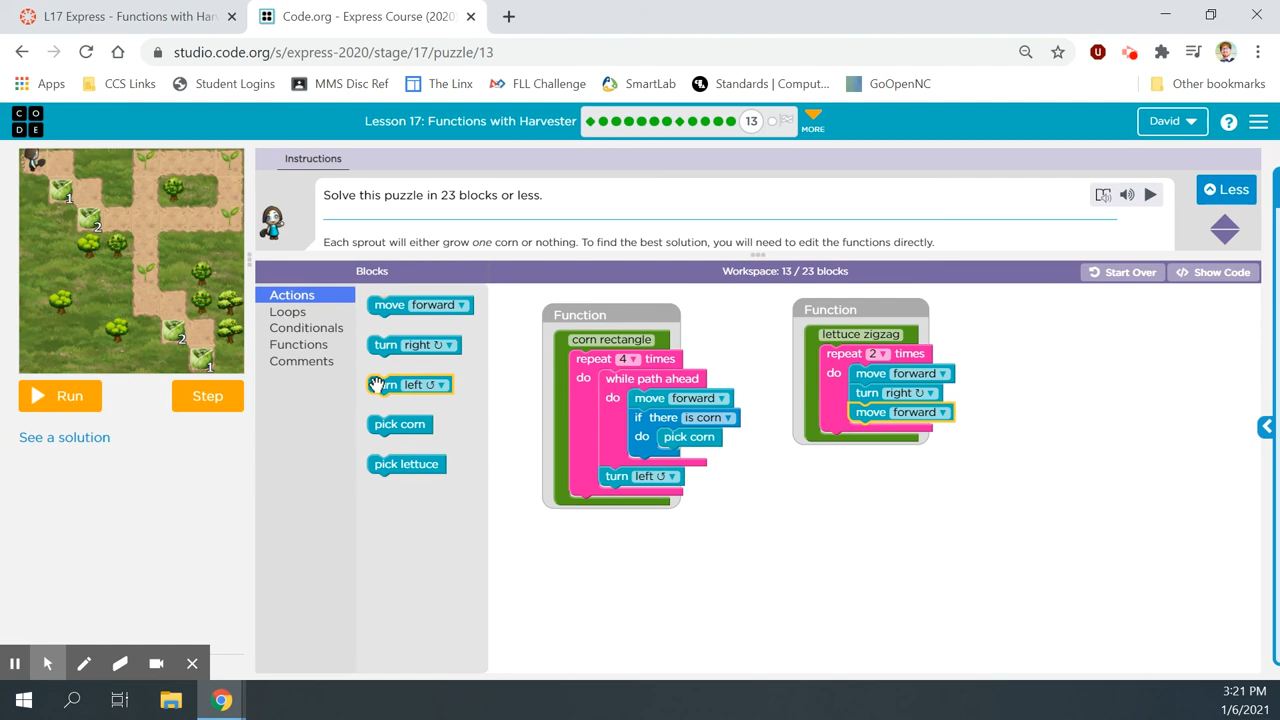 L17 Express - Functions with Har
Code.org - Express Course (2020)
studio.code.org/s/express-2020/stage/17/puzzle/13
Apps
CCS Links
Student Logins
MMS Disc Ref
The Linx
FLL Challenge
SmartLab
Standards | Comput...
GoOpenNC
Other bookmarks
CO
DE
Lesson 17: Functions with Harvester
13
MORE
David
?
Instructions
Solve this puzzle in 23 blocks or less.
Each sprout will either grow one corn or nothing. To find the best solution, you will need to edit the functions directly.
Less
1
2
2
1
Blocks
Workspace: 13 / 23 blocks
Start Over
</> Show Code
Run
Step
See a solution
Actions
Loops
Conditionals
Functions
Comments
move forward
turn right
turn left
pick corn
pick lettuce
Function
corn rectangle
repeat 4 times
do while path ahead
do move forward
if there is corn
do pick corn
turn left
Function
lettuce zigzag
repeat 2 times
do move forward
turn right
move forward
3:21 PM
1/6/2021